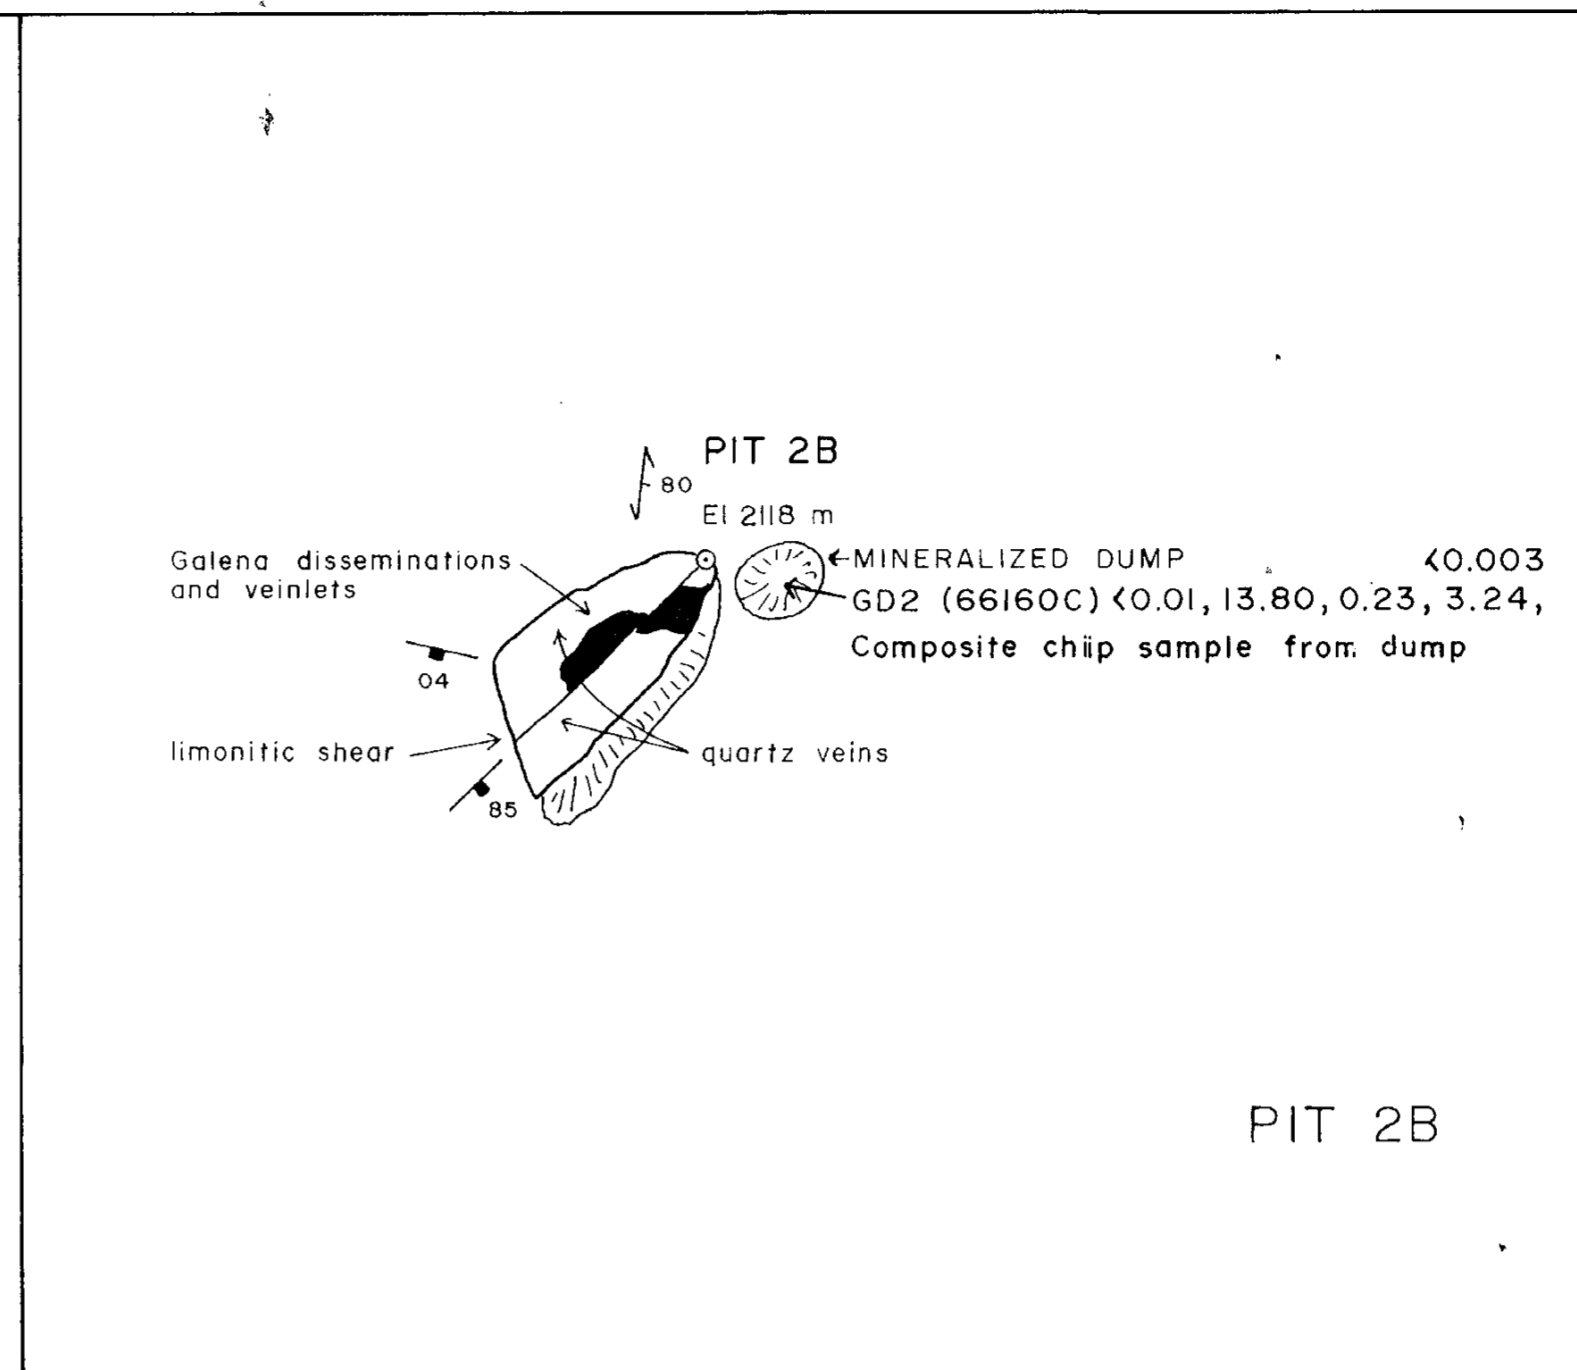 PIT 2B
80
El 2118 m
Galena disseminations
and veinlets
←MINERALIZED DUMP <0.003
GD2 (66160C) <0.01, 13.80, 0.23, 3.24,
Composite chiip sample from dump
04
limonitic shear
quartz veins
85
PIT 2B